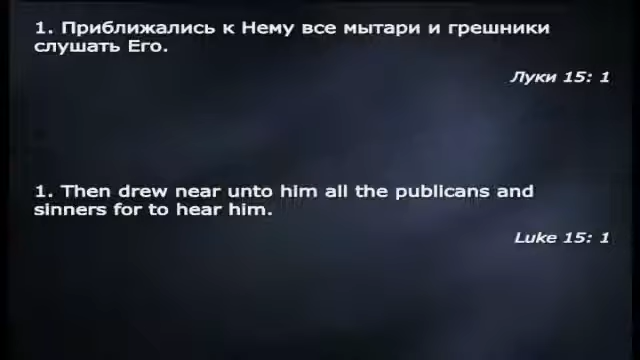 1. Приближались к Нему все мытари и грешники
слушать Его.
Луки 15: 1
1. Then drew near unto him all the publicans and
sinners for to hear him.
Luke 15: 1